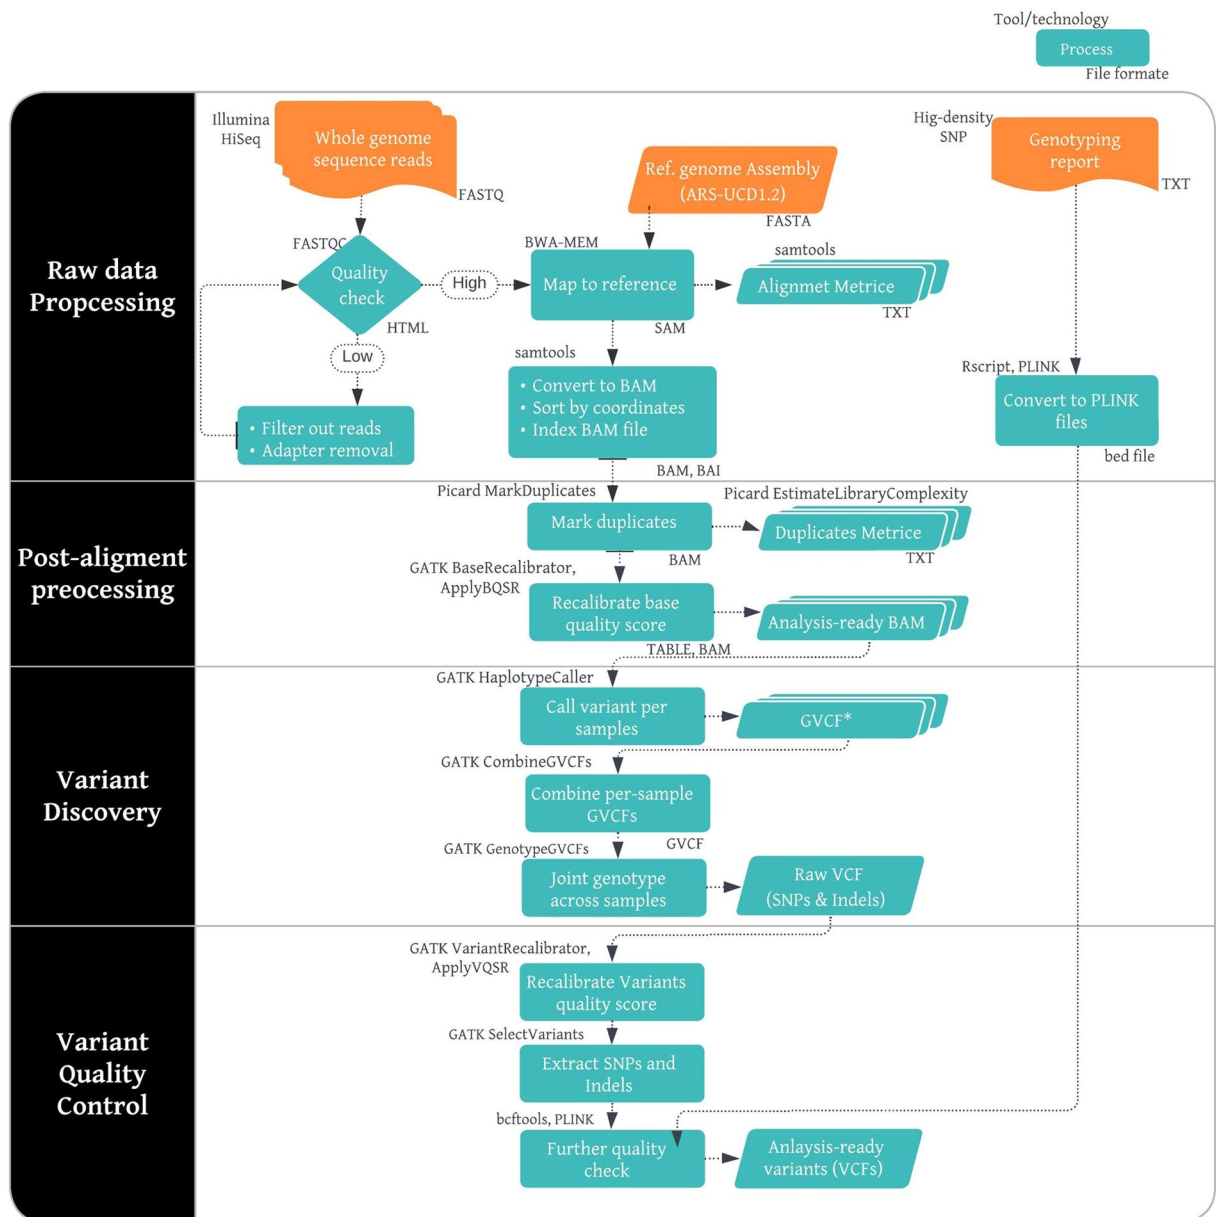 Tool/technology
Process
File formate
Raw data
Propcessing
Illumina
HiSeq
Whole genome
sequence reads
FASTQ
Ref. genome Assembly
(ARS-UCD1.2)
FASTA
Hig-density
SNP
Genotyping
report
TXT
FASTQC
Quality
check
HTML
High
Low
BWA-MEM
Map to reference
SAM
samtools
Alignmet Metrice
TXT
• Filter out reads
• Adapter removal
samtools
• Convert to BAM
• Sort by coordinates
• Index BAM file
BAM, BAI
Rscript, PLINK
Convert to PLINK
files
bed file
Post-aligment
preocessing
Picard MarkDuplicates
Mark duplicates
BAM
Picard EstimateLibraryComplexity
Duplicates Metrice
TXT
GATK BaseRecalibrator,
ApplyBQSR
Recalibrate base
quality score
TABLE, BAM
Analysis-ready BAM
Variant
Discovery
GATK HaplotypeCaller
Call variant per
samples
GVCF*
GATK CombineGVCFs
Combine per-sample
GVCFs
GVCF
GATK GenotypeGVCFs
Joint genotype
across samples
Raw VCF
(SNPs & Indels)
Variant
Quality
Control
GATK VariantRecalibrator,
ApplyVQSR
Recalibrate Variants
quality score
GATK SelectVariants
Extract SNPs and
Indels
bcftools, PLINK
Further quality
check
Anlaysis-ready
variants (VCFs)